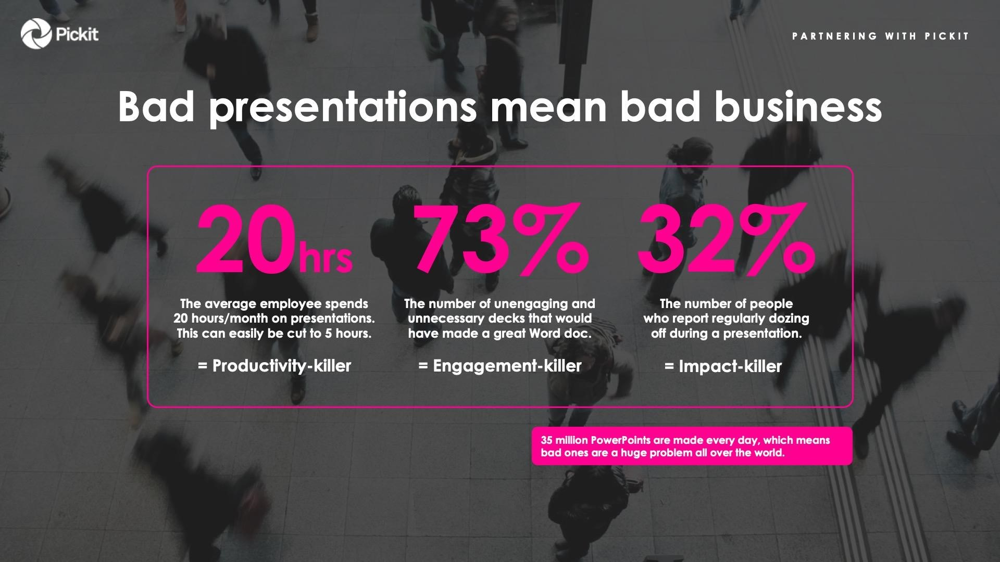 Pickit
PARTNERING WITH PICKIT
Bad presentations mean bad business
20hrs
The average employee spends
20 hours/month on presentations.
This can easily be cut to 5 hours.
= Productivity-killer
73%
The number of unengaging and
unnecessary decks that would
have made a great Word doc.
= Engagement-killer
32%
The number of people
who report regularly dozing
off during a presentation.
= Impact-killer
35 million PowerPoints are made every day, which means
bad ones are a huge problem all over the world.